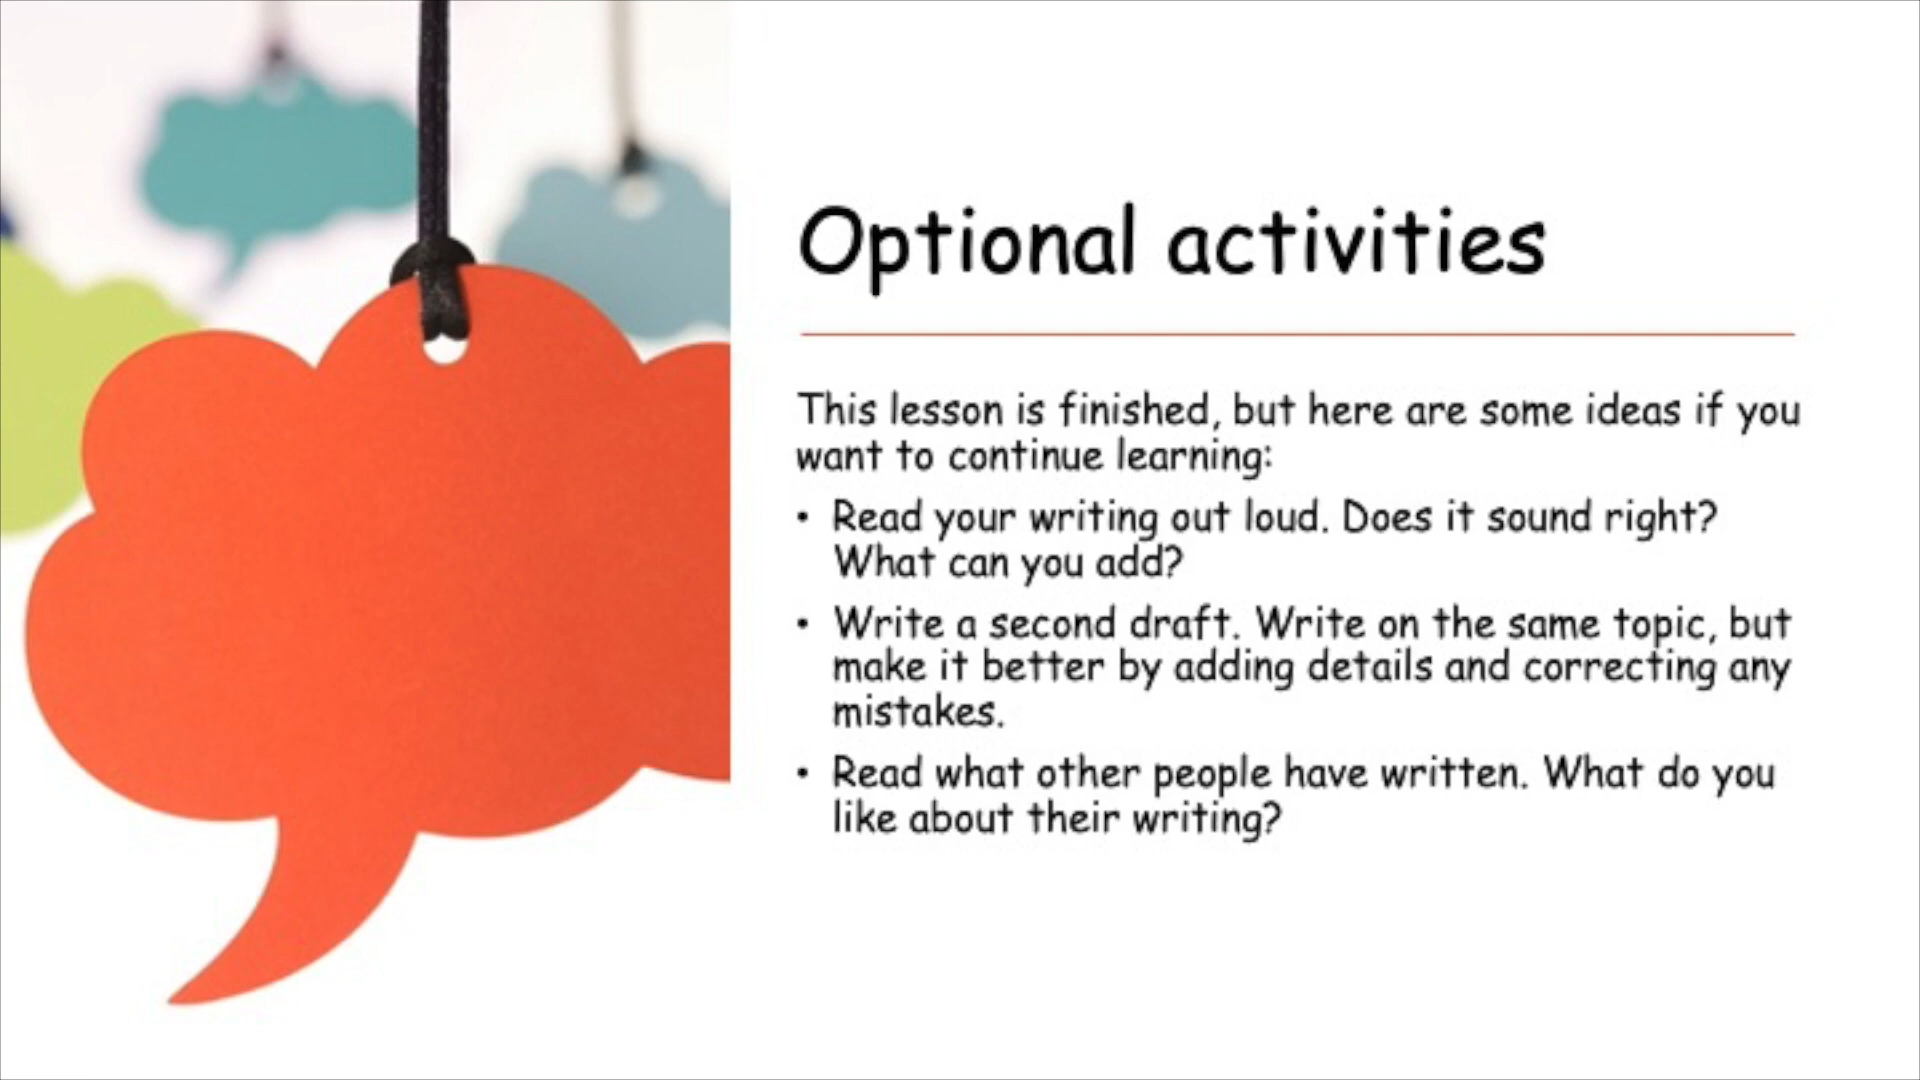 Optional activities
This lesson is finished, but here are some ideas if you
want to continue learning:
• Read your writing out loud. Does it sound right?
What can you add?
• Write a second draft. Write on the same topic, but
make it better by adding details and correcting any
mistakes.
• Read what other people have written. What do you
like about their writing?